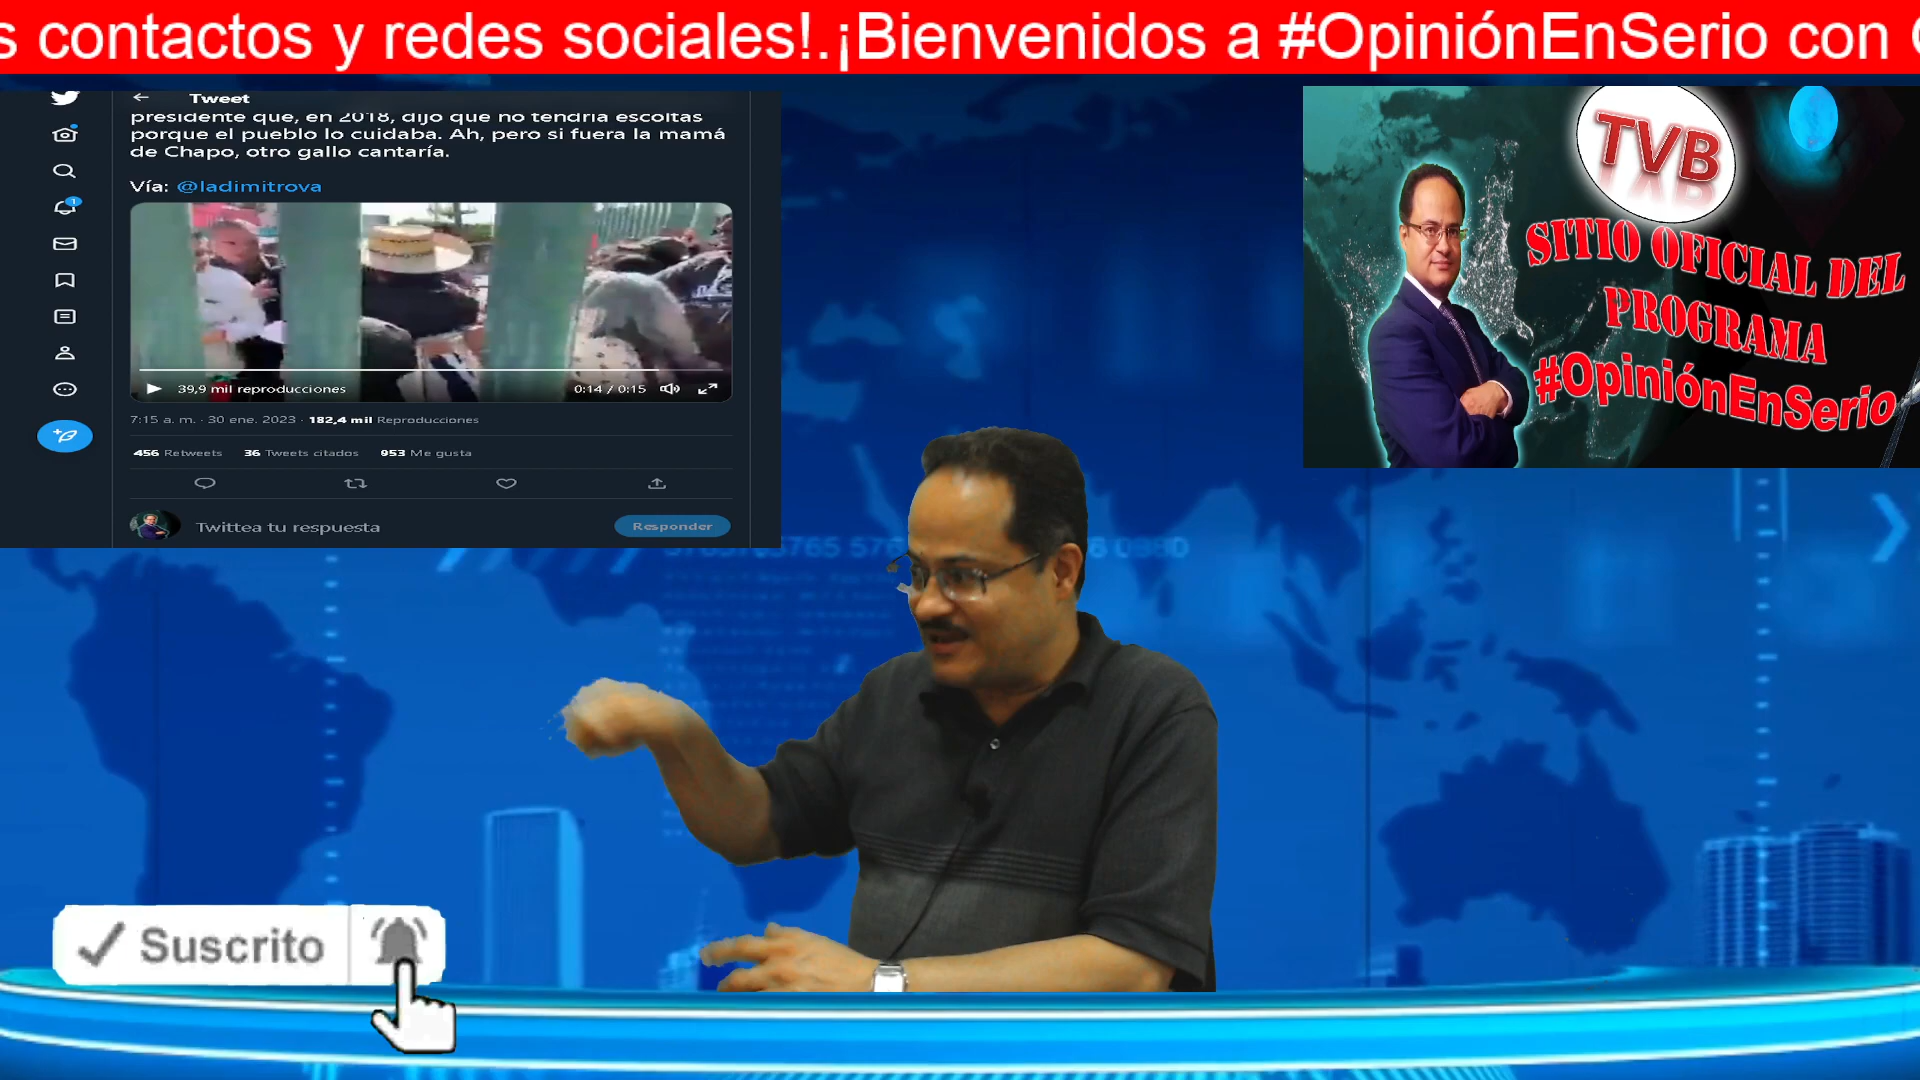 s contactos y redes sociales!.¡Bienvenidos a #OpiniónEnSerio con
Tweet
presidente que, en 2018, dijo que no tendría escoltas
porque el pueblo lo cuidaba. Ah, pero si fuera la mamá
de Chapo, otro gallo cantaría.
Vía: @ladimitrova
39,9 mil reproducciones
0:14 / 0:15
7:15 a. m. · 30 ene. 2023 · 182,4 mil Reproducciones
456 Retweets 36 Tweets citados 953 Me gusta
Twittea tu respuesta
Responder
TVB
SITIO OFICIAL DEL
PROGRAMA
#OpiniónEnSerio
Suscrito